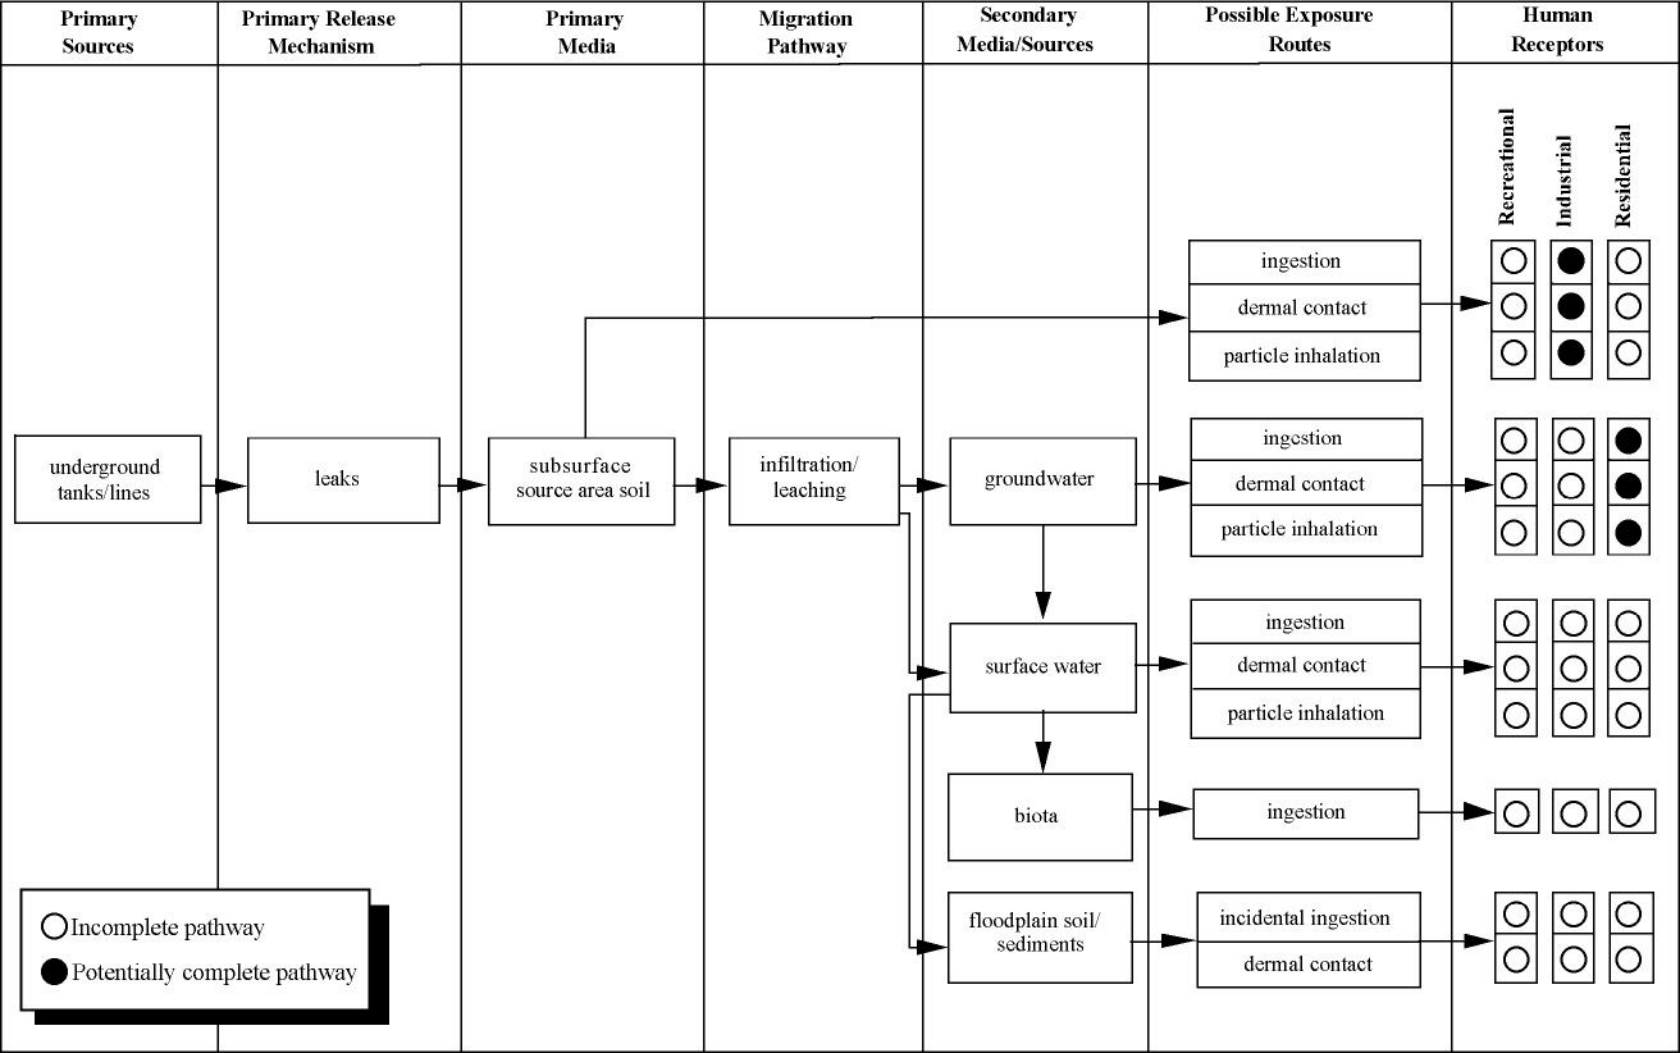 Primary
Sources
Primary Release
Mechanism
Primary
Media
Migration
Pathway
Secondary
Media/Sources
Possible Exposure
Routes
Human
Receptors
Recreational
Industrial
Residential
ingestion
dermal contact
particle inhalation
underground
tanks/lines
leaks
subsurface
source area soil
infiltration/
leaching
groundwater
ingestion
dermal contact
particle inhalation
surface water
ingestion
dermal contact
particle inhalation
biota
ingestion
floodplain soil/
sediments
incidental ingestion
dermal contact
Incomplete pathway
Potentially complete pathway